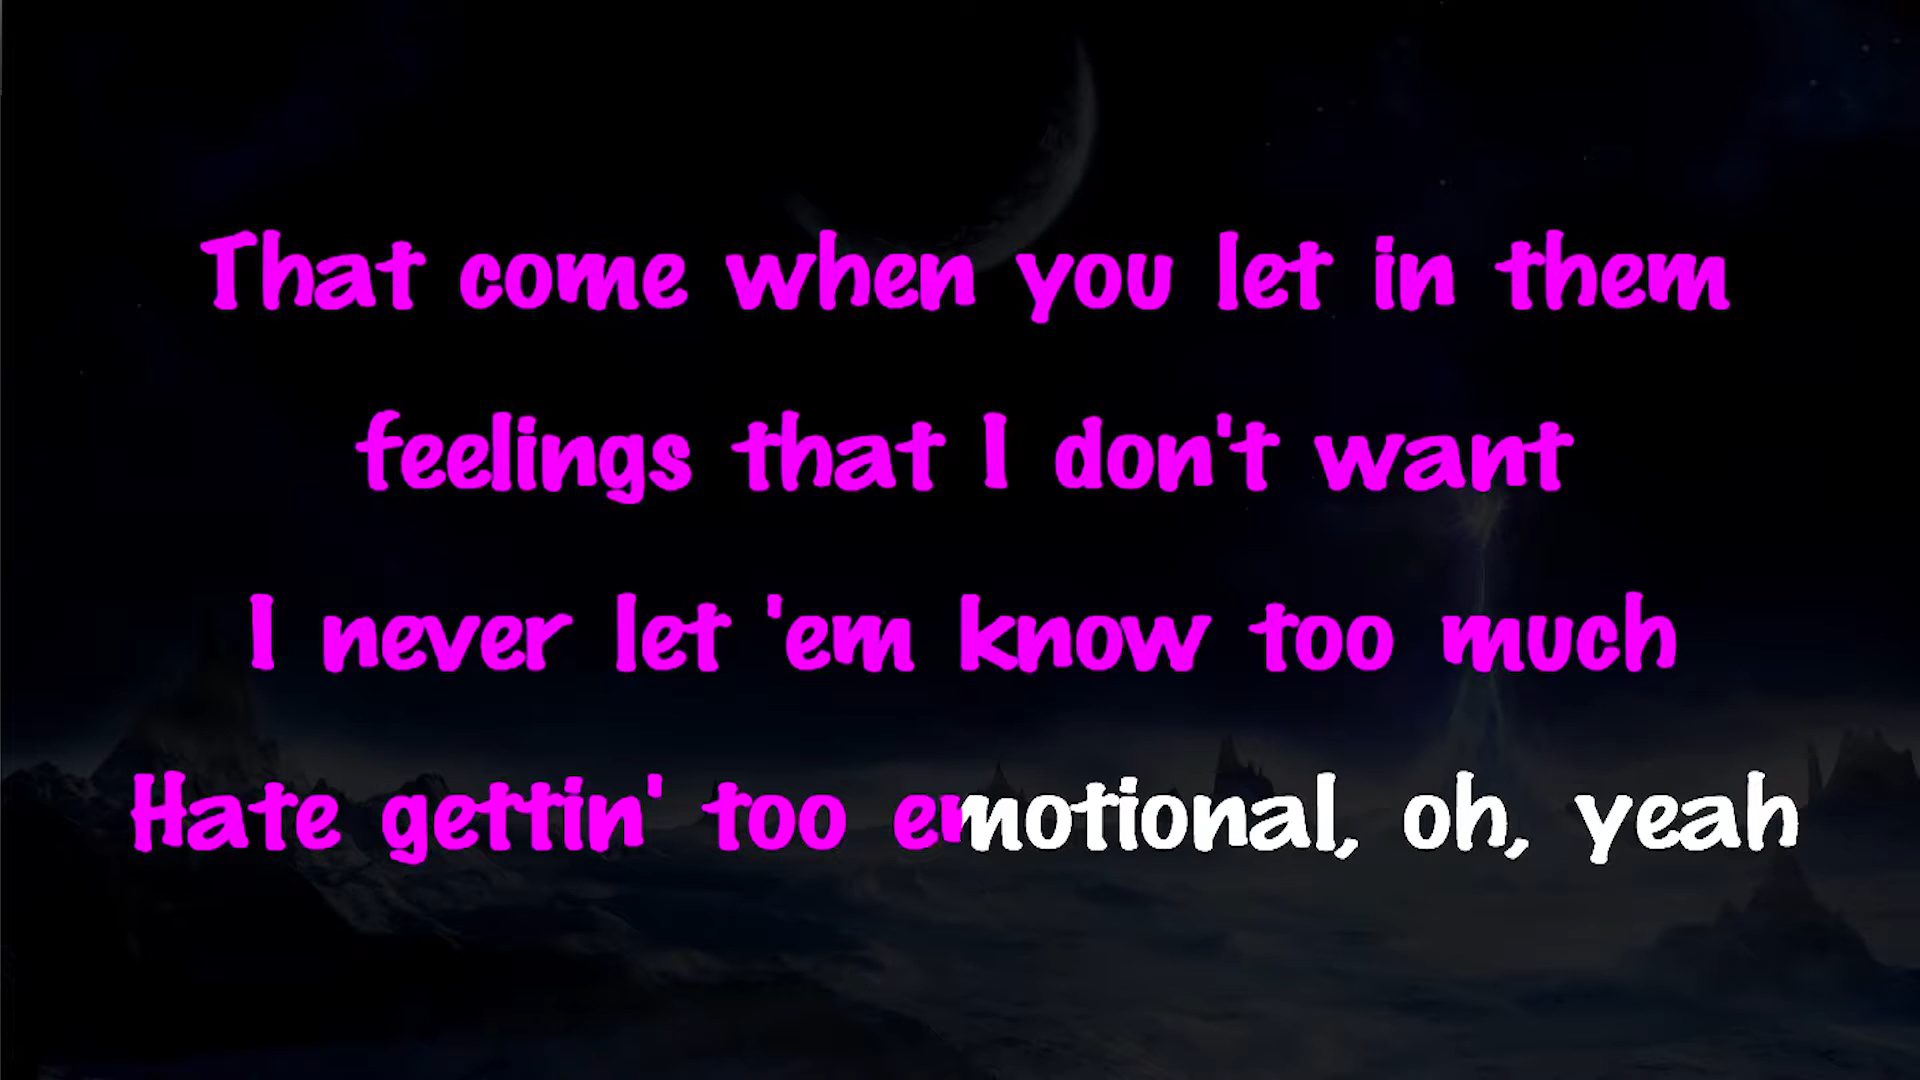 That come when you let in them
feelings that I don't want
I never let 'em know too much
Hate gettin' too emotional, oh, yeah